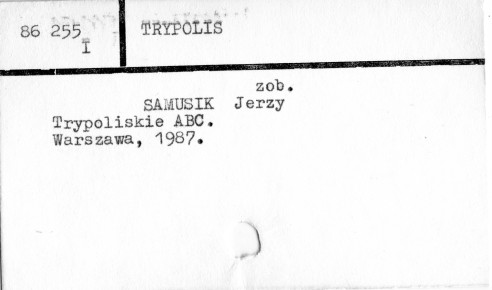 86 255
I
TRYPOLIS
zob.
SAMUSIK Jerzy
Trypoliskie ABC.
Warszawa, 1987.